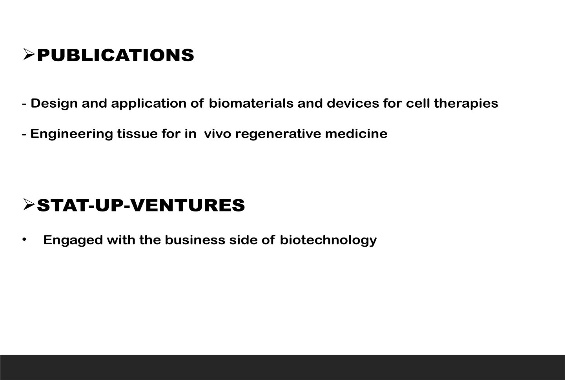 ➢PUBLICATIONS
- Design and application of biomaterials and devices for cell therapies
- Engineering tissue for in vivo regenerative medicine
➢STAT-UP-VENTURES
• Engaged with the business side of biotechnology